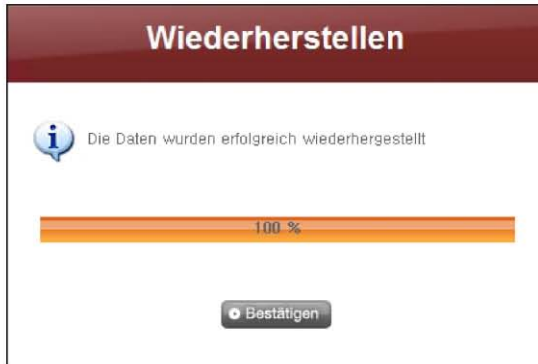 Wiederherstellen
Die Daten wurden erfolgreich wiederhergestellt
100 %
Bestätigen